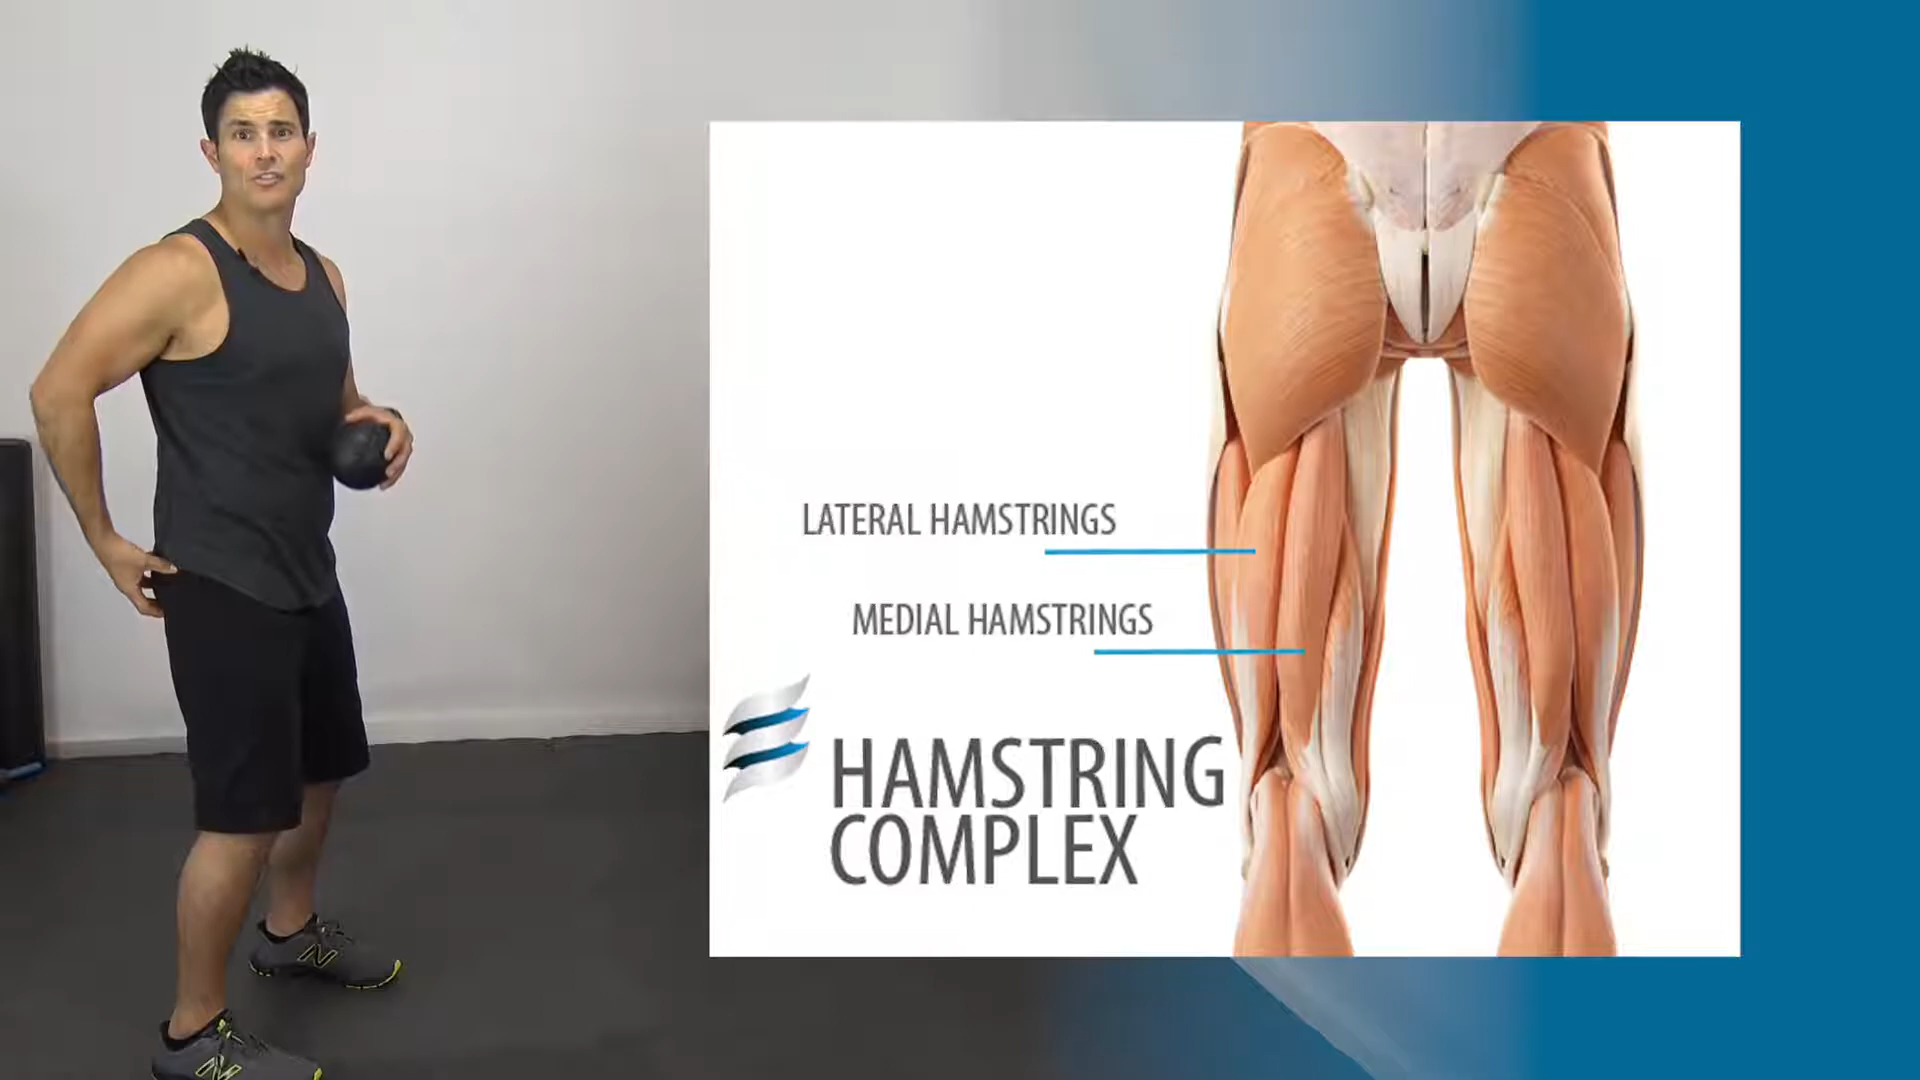 LATERAL HAMSTRINGS
MEDIAL HAMSTRINGS
HAMSTRING
COMPLEX
N
N